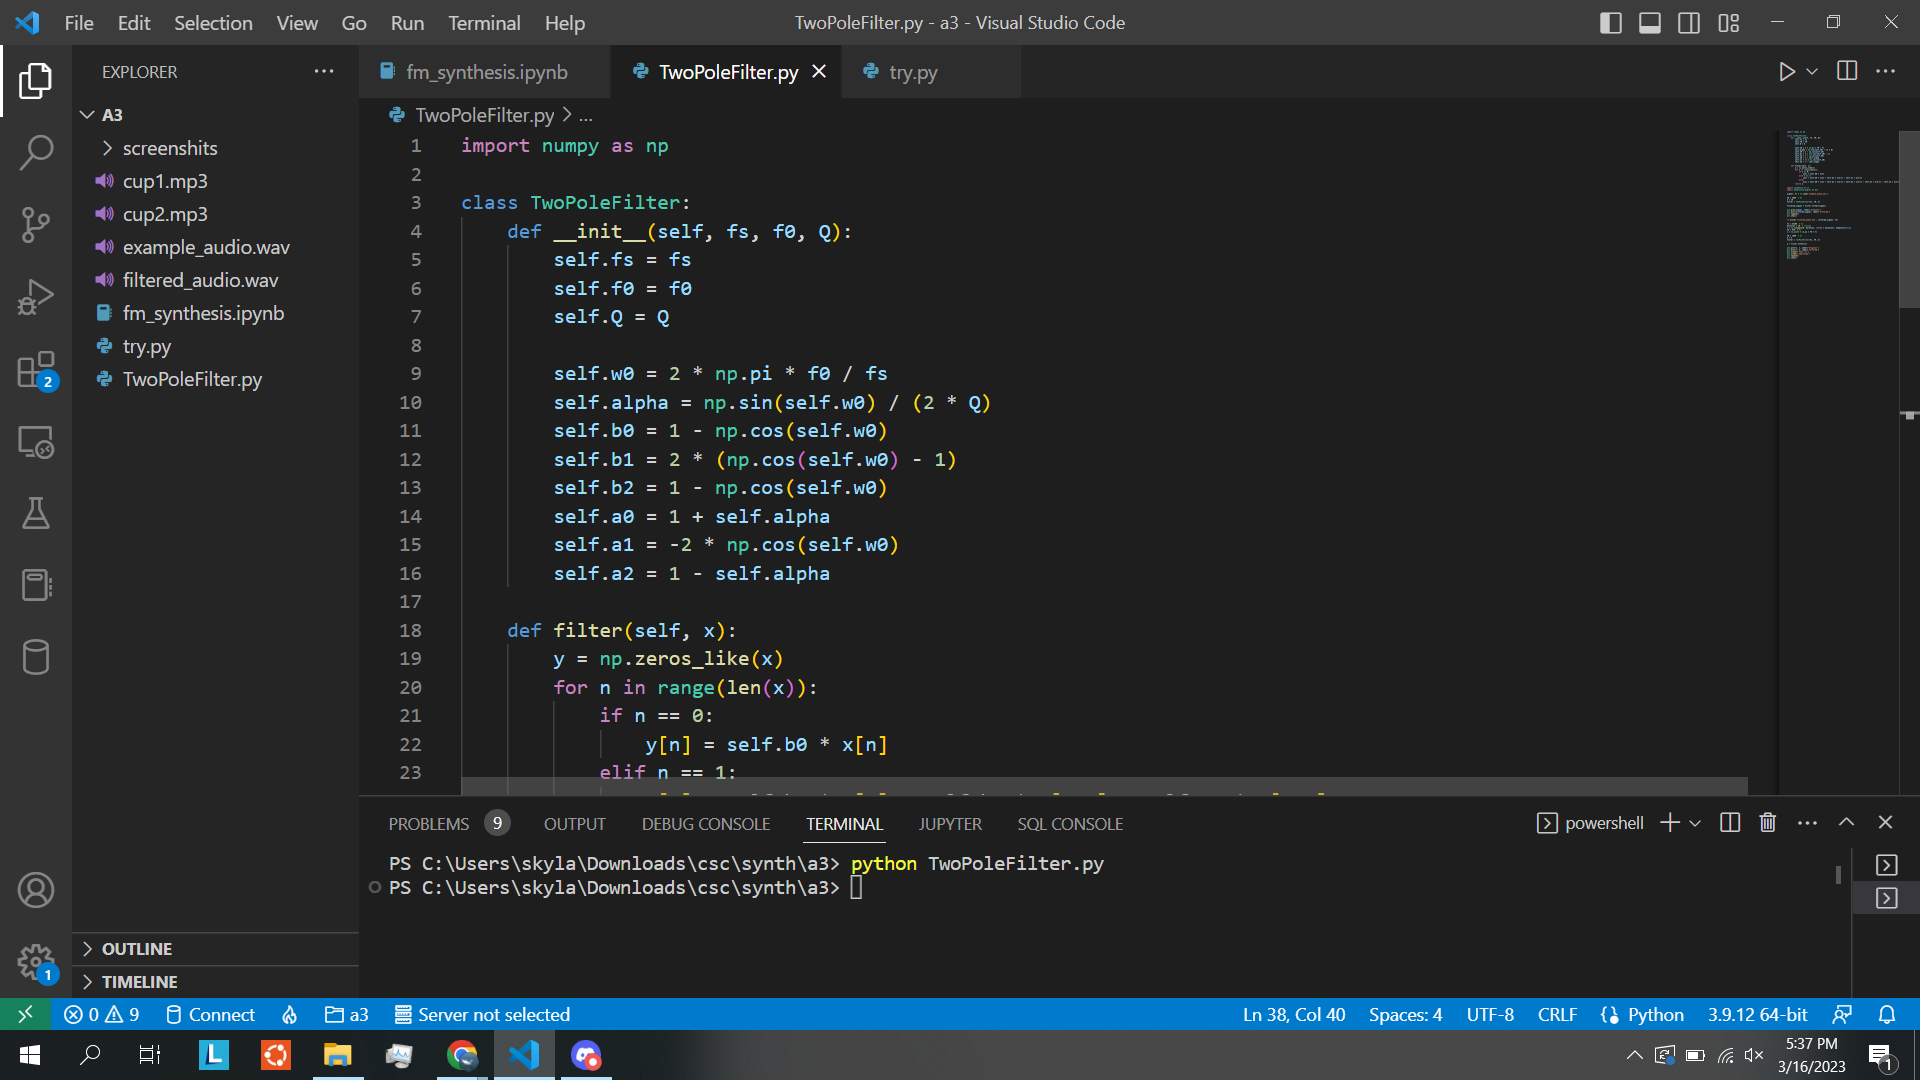 File Edit Selection View Go Run Terminal Help
TwoPoleFilter.py - a3 - Visual Studio Code
EXPLORER
A3
screenshits
cup1.mp3
cup2.mp3
example_audio.wav
filtered_audio.wav
fm_synthesis.ipynb
try.py
TwoPoleFilter.py
2
1
OUTLINE
TIMELINE
fm_synthesis.ipynb TwoPoleFilter.py try.py
TwoPoleFilter.py > ...
1 import numpy as np
2
3 class TwoPoleFilter:
4 def __init__(self, fs, f0, Q):
5 self.fs = fs
6 self.f0 = f0
7 self.Q = Q
8
9 self.w0 = 2 * np.pi * f0 / fs
10 self.alpha = np.sin(self.w0) / (2 * Q)
11 self.b0 = 1 - np.cos(self.w0)
12 self.b1 = 2 * (np.cos(self.w0) - 1)
13 self.b2 = 1 - np.cos(self.w0)
14 self.a0 = 1 + self.alpha
15 self.a1 = -2 * np.cos(self.w0)
16 self.a2 = 1 - self.alpha
17
18 def filter(self, x):
19 y = np.zeros_like(x)
20 for n in range(len(x)):
21 if n == 0:
22 y[n] = self.b0 * x[n]
23 elif n == 1:
PROBLEMS 9 OUTPUT DEBUG CONSOLE TERMINAL JUPYTER SQL CONSOLE
powershell
PS C:\Users\skyla\Downloads\csc\synth\a3> python TwoPoleFilter.py
PS C:\Users\skyla\Downloads\csc\synth\a3>
0 9 Connect a3 Server not selected
Ln 38, Col 40 Spaces: 4 UTF-8 CRLF Python 3.9.12 64-bit
L
5:37 PM
3/16/2023
1